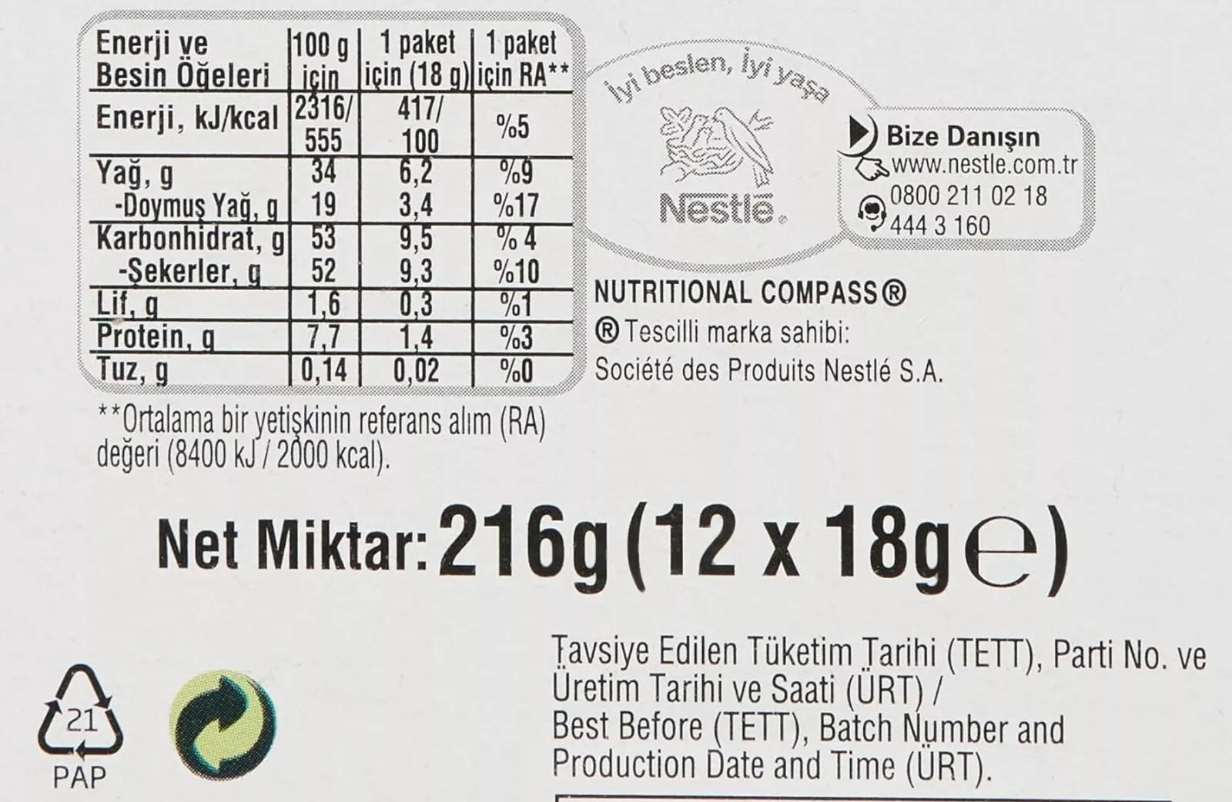 Enerji ve Besin Öğeleri | 100 g için | 1 paket için (18 g) | 1 paket için RA**
Enerji, kJ/kcal | 2316/ 555 | 417/ 100 | %5
Yağ, g | 34 | 6,2 | %9
-Doymuş Yağ, g | 19 | 3,4 | %17
Karbonhidrat, g | 53 | 9,5 | % 4
-Şekerler, g | 52 | 9,3 | %10
Lif, g | 1,6 | 0,3 | %1
Protein, g | 7,7 | 1,4 | %3
Tuz, g | 0,14 | 0,02 | %0
**Ortalama bir yetişkinin referans alım (RA)
değeri (8400 kJ / 2000 kcal).
İyi beslen, İyi yaşa
Nestlé®
Bize Danışın
www.nestle.com.tr
0800 211 02 18
444 3 160
NUTRITIONAL COMPASS®
® Tescilli marka sahibi:
Société des Produits Nestlé S.A.
Net Miktar: 216g (12 x 18g ℮)
21
PAP
Tavsiye Edilen Tüketim Tarihi (TETT), Parti No. ve
Üretim Tarihi ve Saati (ÜRT) /
Best Before (TETT), Batch Number and
Production Date and Time (ÜRT).